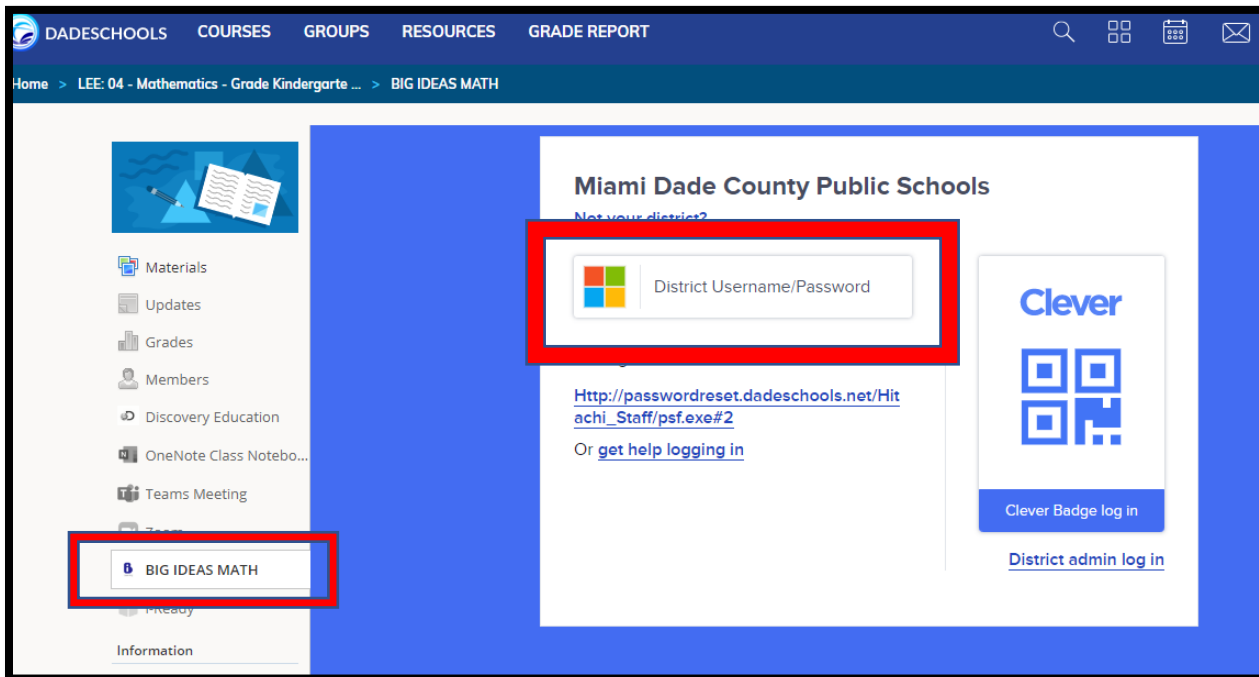 DADESCHOOLS COURSES GROUPS RESOURCES GRADE REPORT
Home > LEE: 04 - Mathematics - Grade Kindergarte ... > BIG IDEAS MATH
Materials
Updates
Grades
Members
Discovery Education
OneNote Class Notebo...
Teams Meeting
Zoom
BIG IDEAS MATH
i-Ready
Information
Miami Dade County Public Schools
Not your district?
District Username/Password
Http://passwordreset.dadeschools.net/Hit
achi_Staff/psf.exe#2
Or get help logging in
Clever
Clever Badge log in
District admin log in